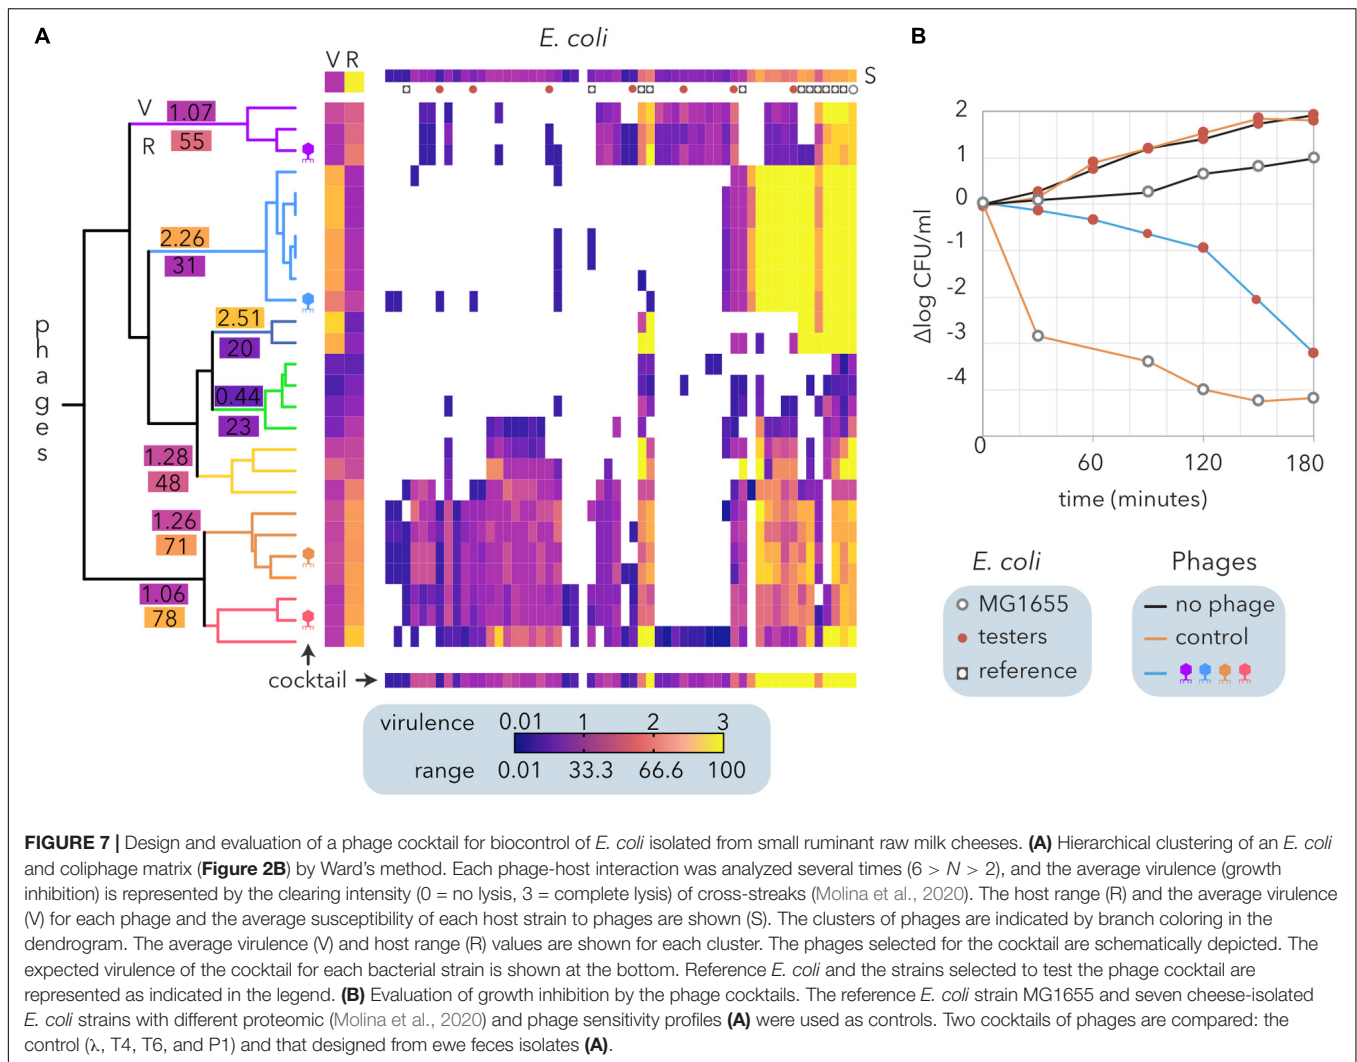 A
E. coli
B
V R
S
V
1.07
R
55
2.26
31
2.51
20
0.44
23
1.28
48
1.26
71
1.06
78
phages
cocktail
virulence 0.01 1 2 3
range 0.01 33.3 66.6 100
2
1
0
-1
-2
-3
-4
Δlog CFU/ml
0 60 120 180
time (minutes)
E. coli
MG1655
testers
reference
Phages
no phage
control
FIGURE 7 | Design and evaluation of a phage cocktail for biocontrol of E. coli isolated from small ruminant raw milk cheeses. (A) Hierarchical clustering of an E. coli
and coliphage matrix (Figure 2B) by Ward's method. Each phage-host interaction was analyzed several times (6 > N > 2), and the average virulence (growth
inhibition) is represented by the clearing intensity (0 = no lysis, 3 = complete lysis) of cross-streaks (Molina et al., 2020). The host range (R) and the average virulence
(V) for each phage and the average susceptibility of each host strain to phages are shown (S). The clusters of phages are indicated by branch coloring in the
dendrogram. The average virulence (V) and host range (R) values are shown for each cluster. The phages selected for the cocktail are schematically depicted. The
expected virulence of the cocktail for each bacterial strain is shown at the bottom. Reference E. coli and the strains selected to test the phage cocktail are
represented as indicated in the legend. (B) Evaluation of growth inhibition by the phage cocktails. The reference E. coli strain MG1655 and seven cheese-isolated
E. coli strains with different proteomic (Molina et al., 2020) and phage sensitivity profiles (A) were used as controls. Two cocktails of phages are compared: the
control (λ, T4, T6, and P1) and that designed from ewe feces isolates (A).